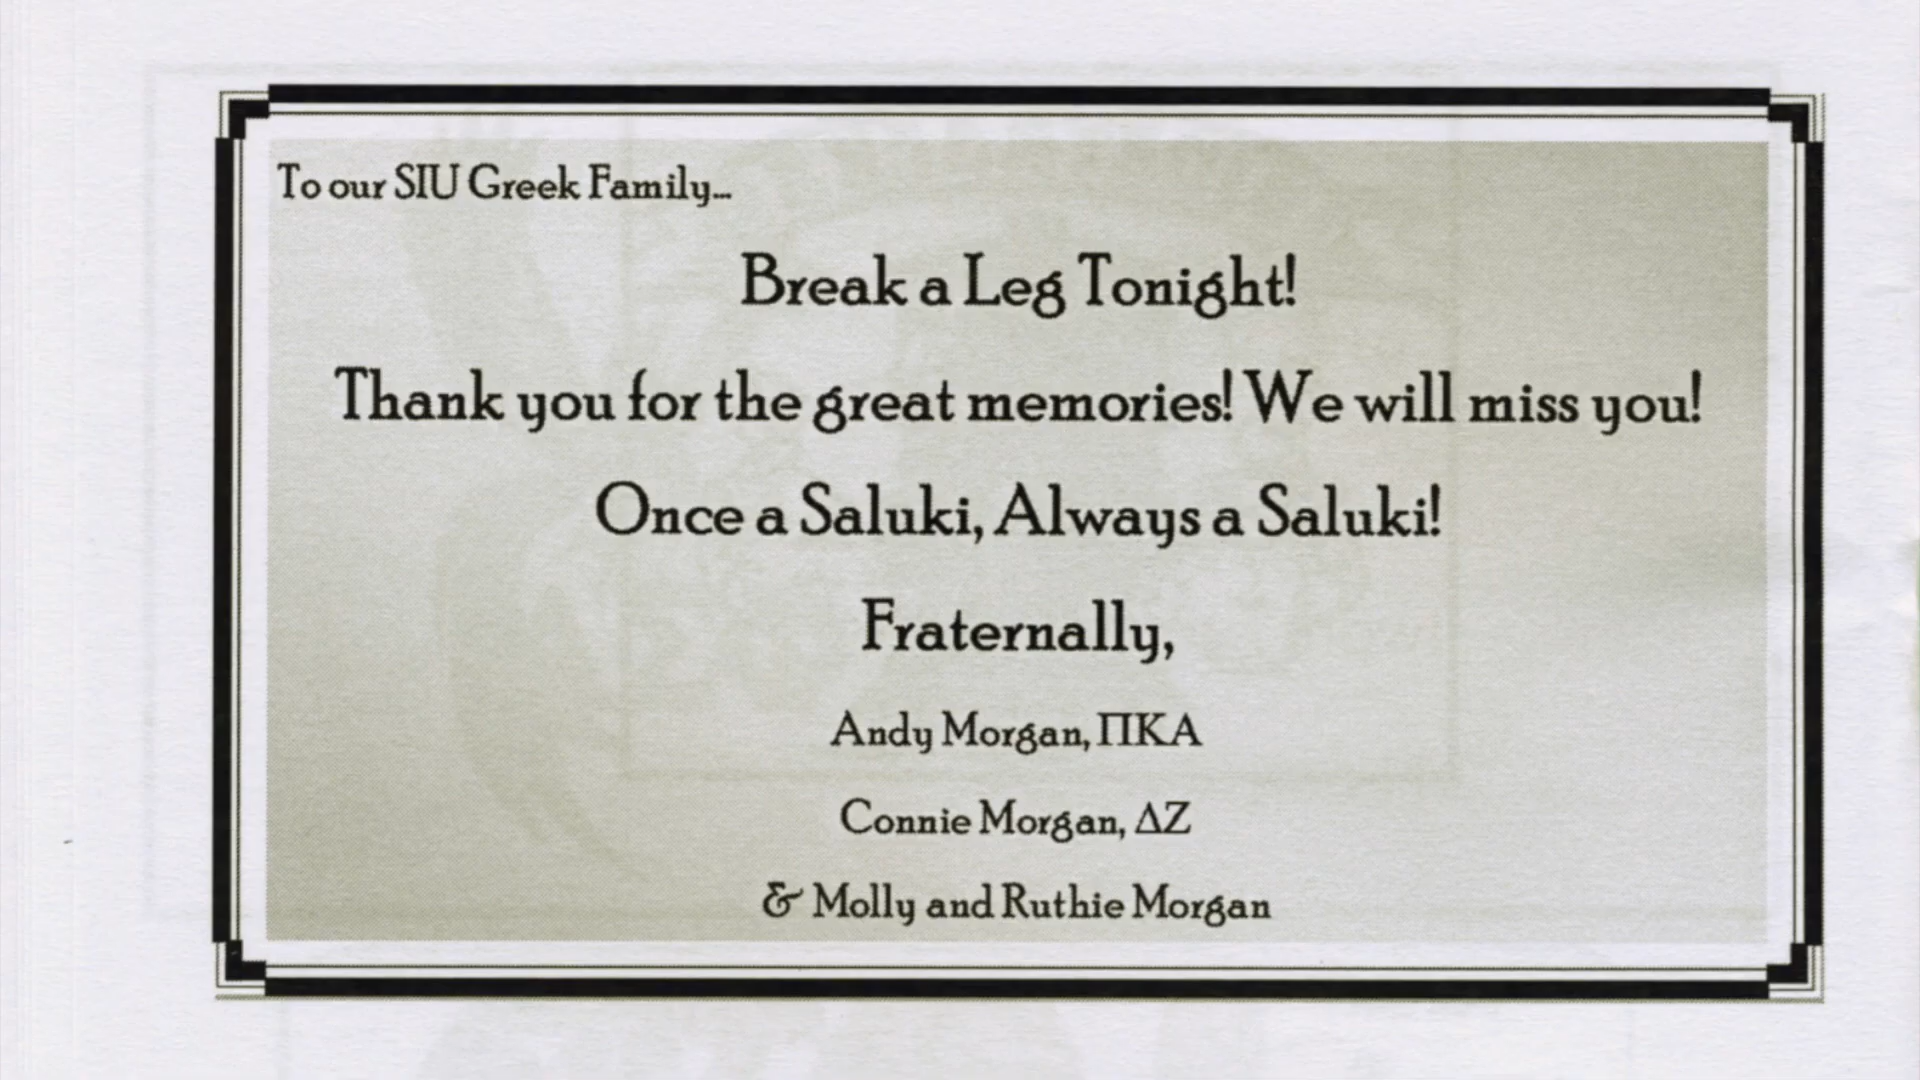 To our SIU Greek Family...
Break a Leg Tonight!
Thank you for the great memories! We will miss you!
Once a Saluki, Always a Saluki!
Fraternally,
Andy Morgan, ΠΚΑ
Connie Morgan, ΔΖ
& Molly and Ruthie Morgan